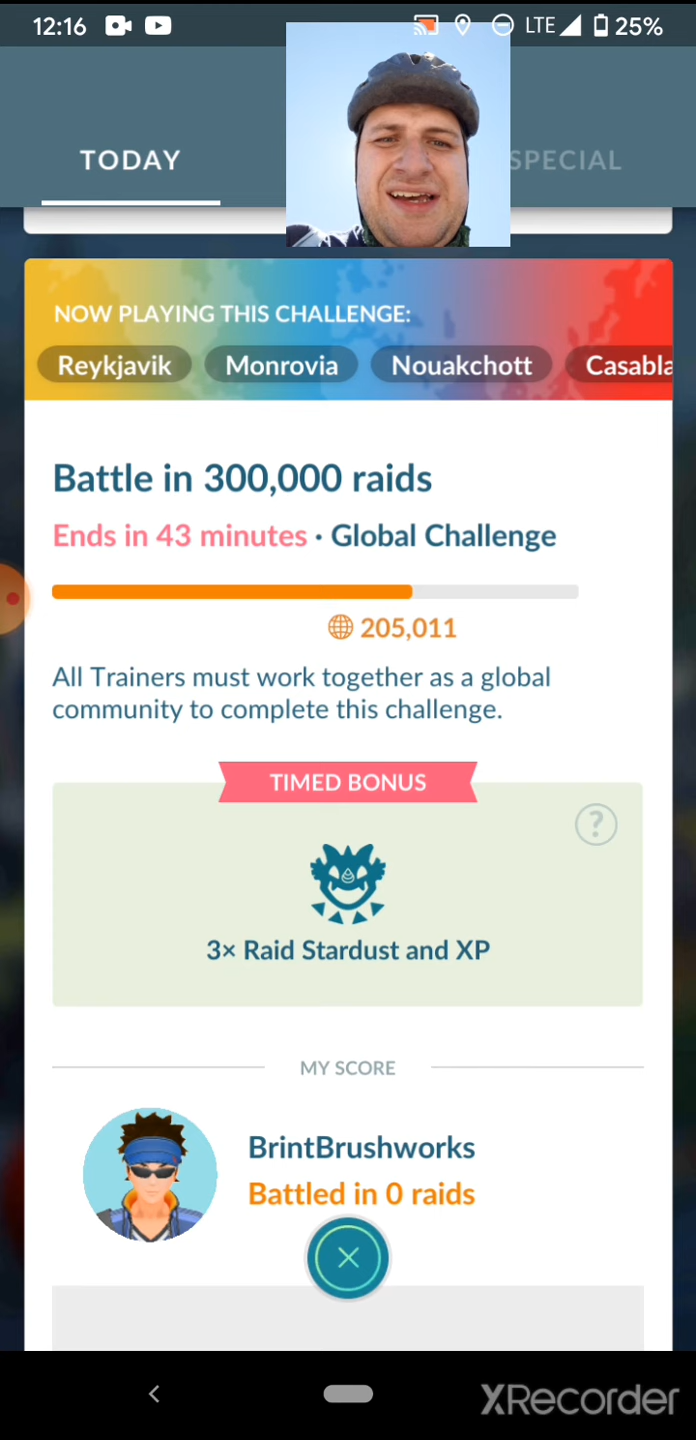 12:16 LTE 25%
TODAY SPECIAL
NOW PLAYING THIS CHALLENGE:
Reykjavik Monrovia Nouakchott Casabla
Battle in 300,000 raids
Ends in 43 minutes · Global Challenge
205,011
All Trainers must work together as a global
community to complete this challenge.
TIMED BONUS
?
3× Raid Stardust and XP
MY SCORE
BrintBrushworks
Battled in 0 raids
XRecorder